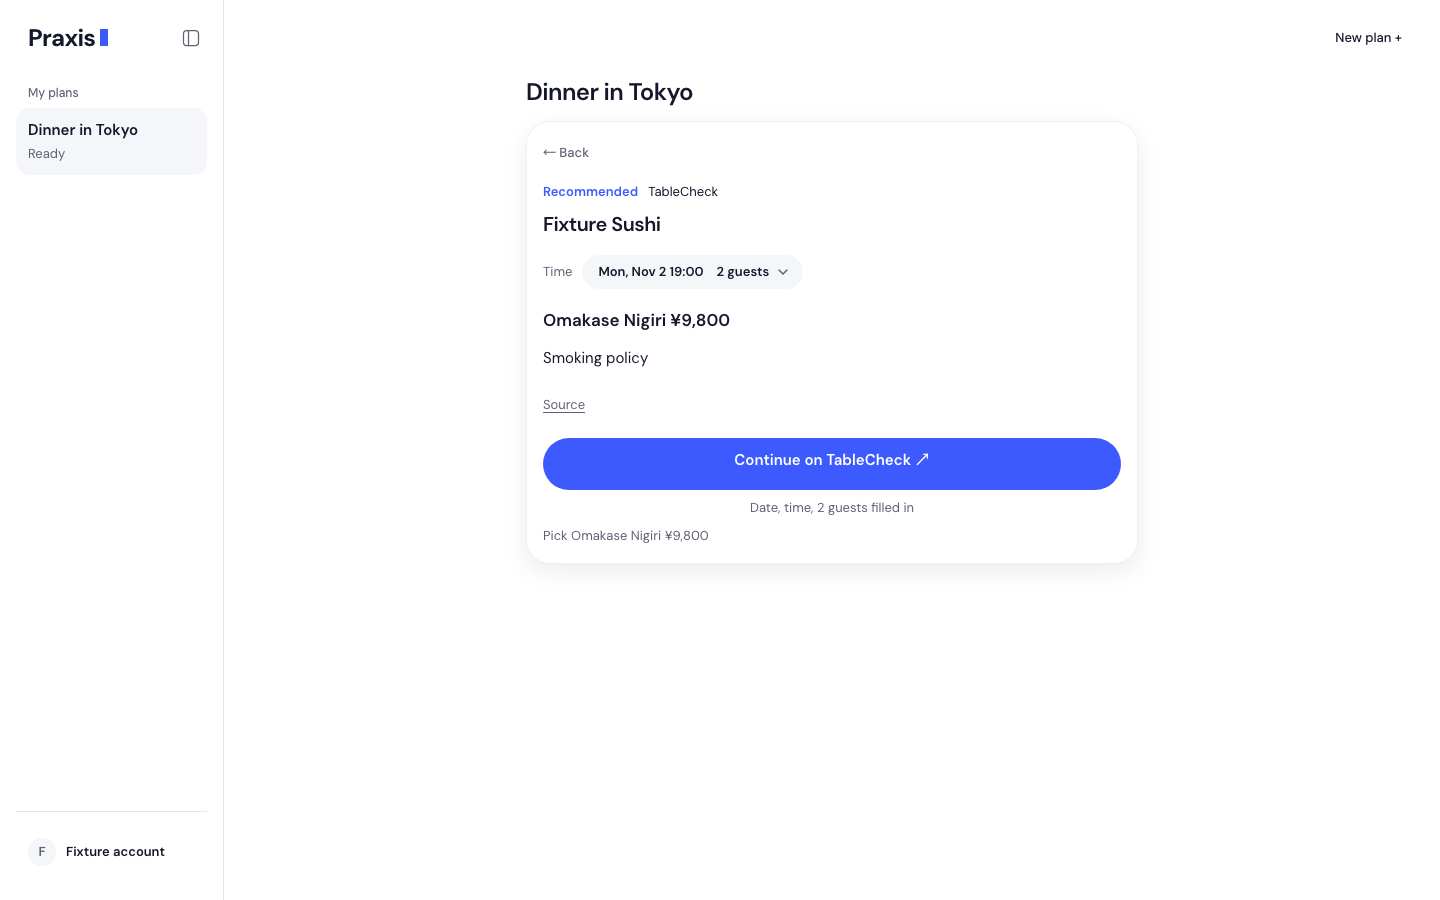 Praxis
New plan +
My plans
Dinner in Tokyo
Ready
Dinner in Tokyo
← Back
Recommended TableCheck
Fixture Sushi
Time Mon, Nov 2 19:00 2 guests
Omakase Nigiri ¥9,800
Smoking policy
Source
Continue on TableCheck ↗
Date, time, 2 guests filled in
Pick Omakase Nigiri ¥9,800
F Fixture account